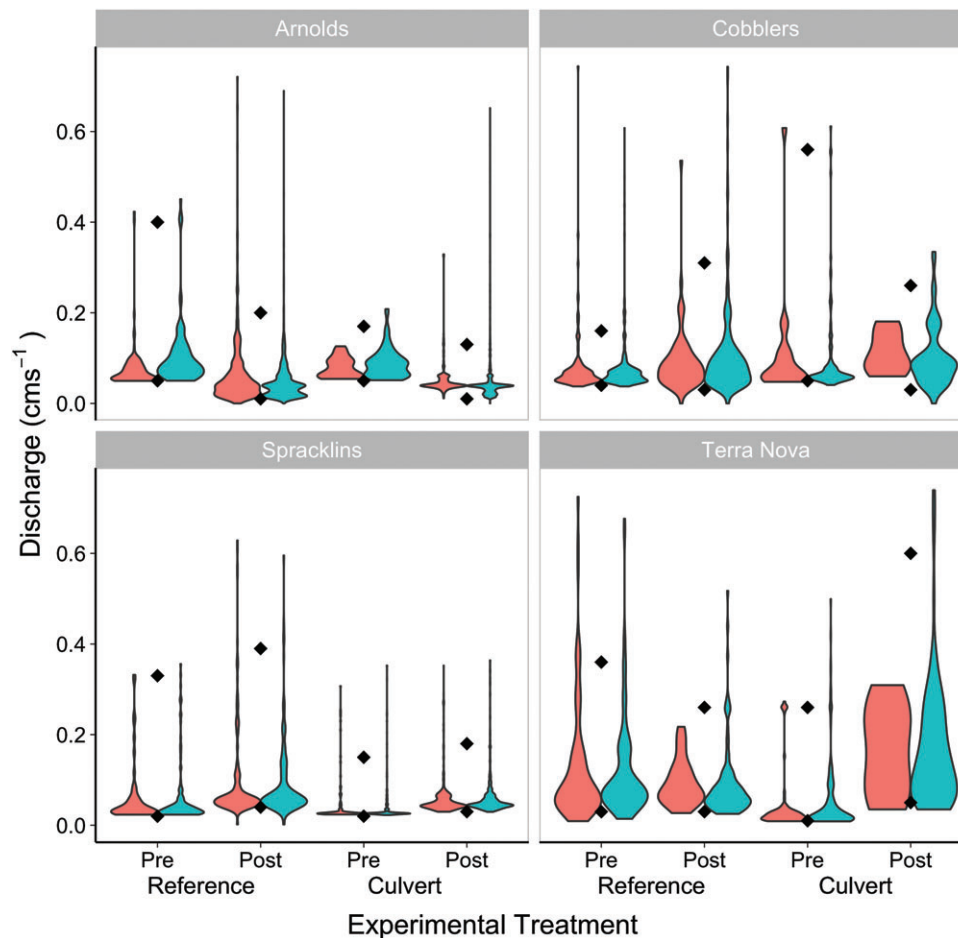 Arnolds
Cobblers
0.6
0.4
0.2
0.0
Spracklins
Terra Nova
0.6
0.4
0.2
0.0
Discharge (cms⁻¹)
Pre Post Pre Post Pre Post Pre Post
Reference Culvert Reference Culvert
Experimental Treatment